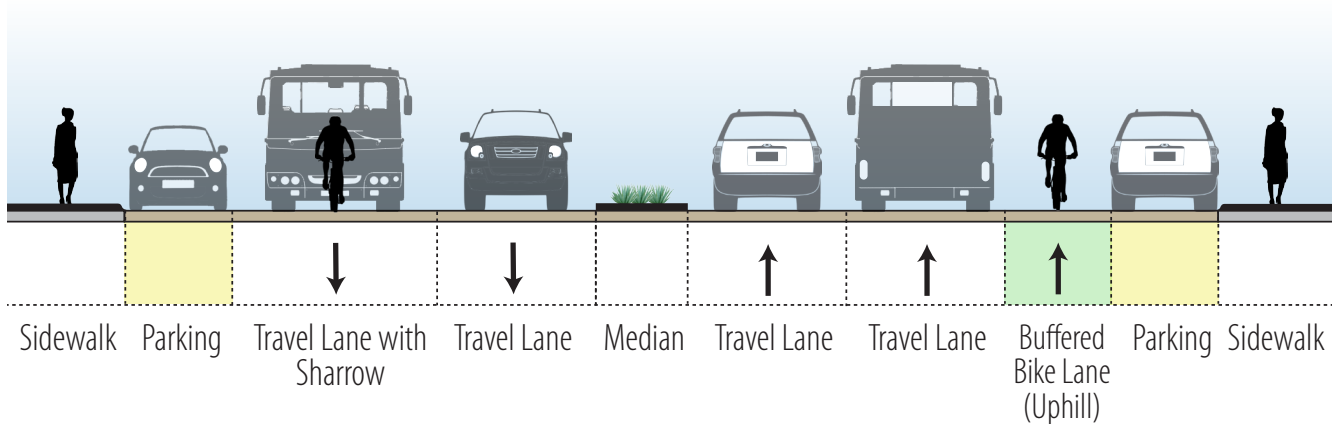 Sidewalk
Parking
Travel Lane with
Sharrow
Travel Lane
Median
Travel Lane
Travel Lane
Buffered
Bike Lane
(Uphill)
Parking
Sidewalk